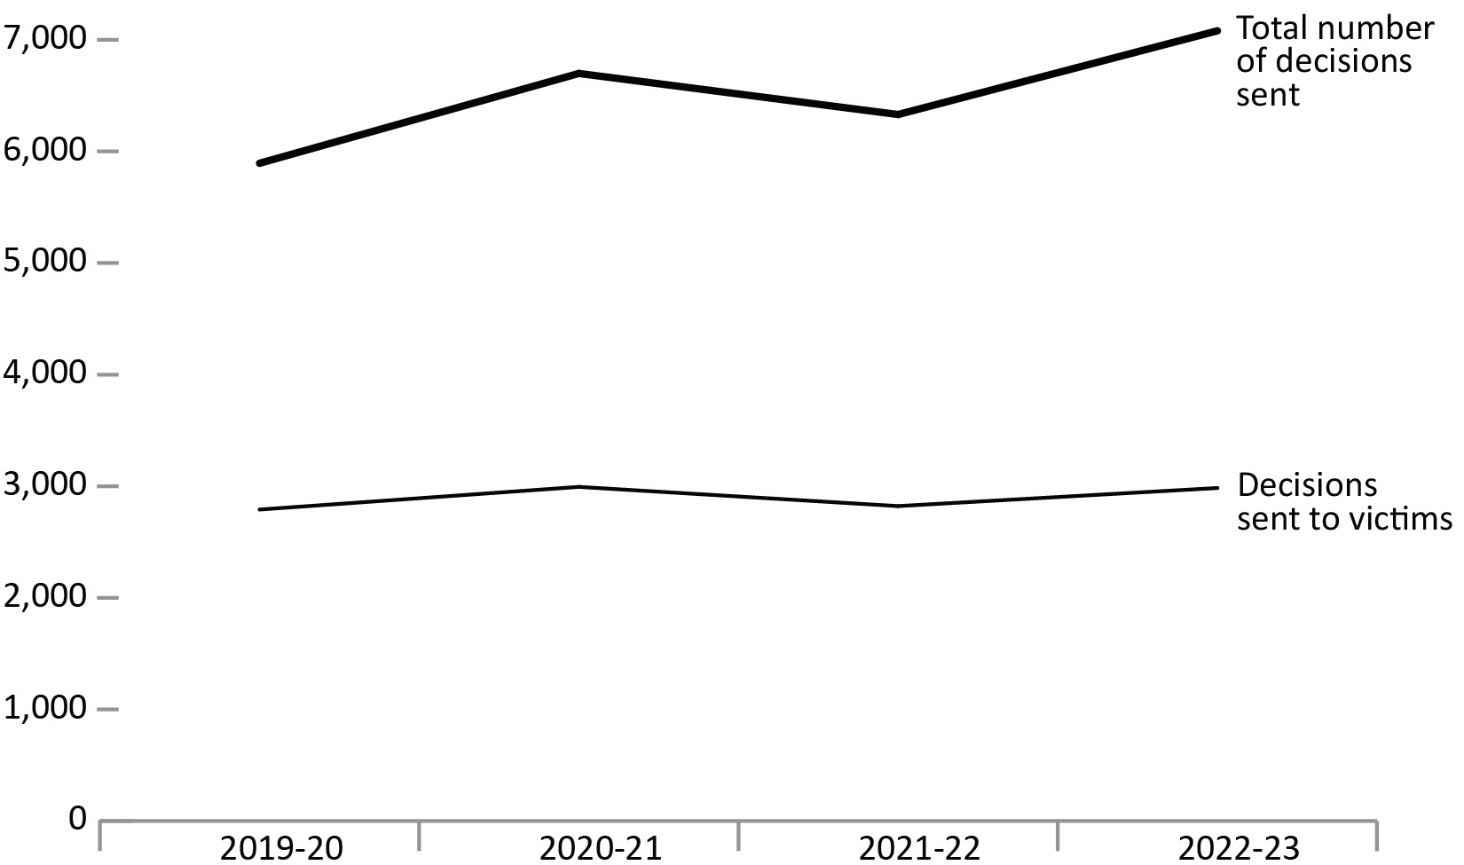 7,000
Total number
of decisions
sent
6,000
5,000
4,000
3,000
Decisions
sent to victims
2,000
1,000
0
2019-20 2020-21 2021-22 2022-23